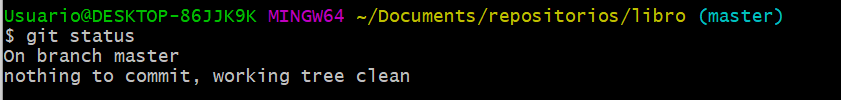 Usuario@DESKTOP-86JJK9K MINGW64 ~/Documents/repositorios/libro (master)
$ git status
On branch master
nothing to commit, working tree clean